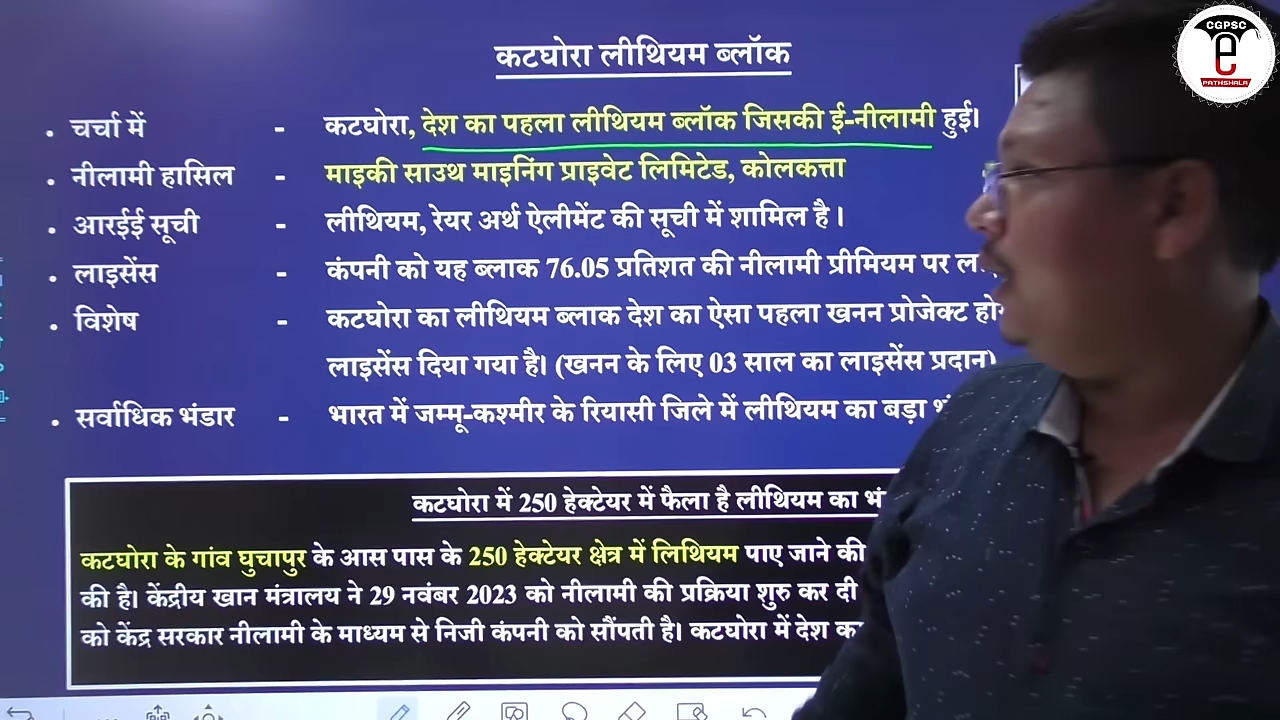 CGPSC
e
PATHSHALA
कटघोरा लीथियम ब्लॉक
• चर्चा में - कटघोरा, देश का पहला लीथियम ब्लॉक जिसकी ई-नीलामी हुई।
• नीलामी हासिल - माइकी साउथ माइनिंग प्राइवेट लिमिटेड, कोलकत्ता
• आरईई सूची - लीथियम, रेयर अर्थ ऐलीमेंट की सूची में शामिल है ।
• लाइसेंस - कंपनी को यह ब्लाक 76.05 प्रतिशत की नीलामी प्रीमियम पर
• विशेष - कटघोरा का लीथियम ब्लाक देश का ऐसा पहला खनन प्रोजेक्ट
लाइसेंस दिया गया है। (खनन के लिए 03 साल का लाइसेंस प्रदान)
• सर्वाधिक भंडार - भारत में जम्मू-कश्मीर के रियासी जिले में लीथियम का बड़ा
कटघोरा में 250 हेक्टेयर में फैला है लीथियम का
कटघोरा के गांव घुचापुर के आस पास के 250 हेक्टेयर क्षेत्र में लिथियम पाए जाने की
की है। केंद्रीय खान मंत्रालय ने 29 नवंबर 2023 को नीलामी की प्रक्रिया शुरु कर दी
को केंद्र सरकार नीलामी के माध्यम से निजी कंपनी को सौंपती है। कटघोरा में देश